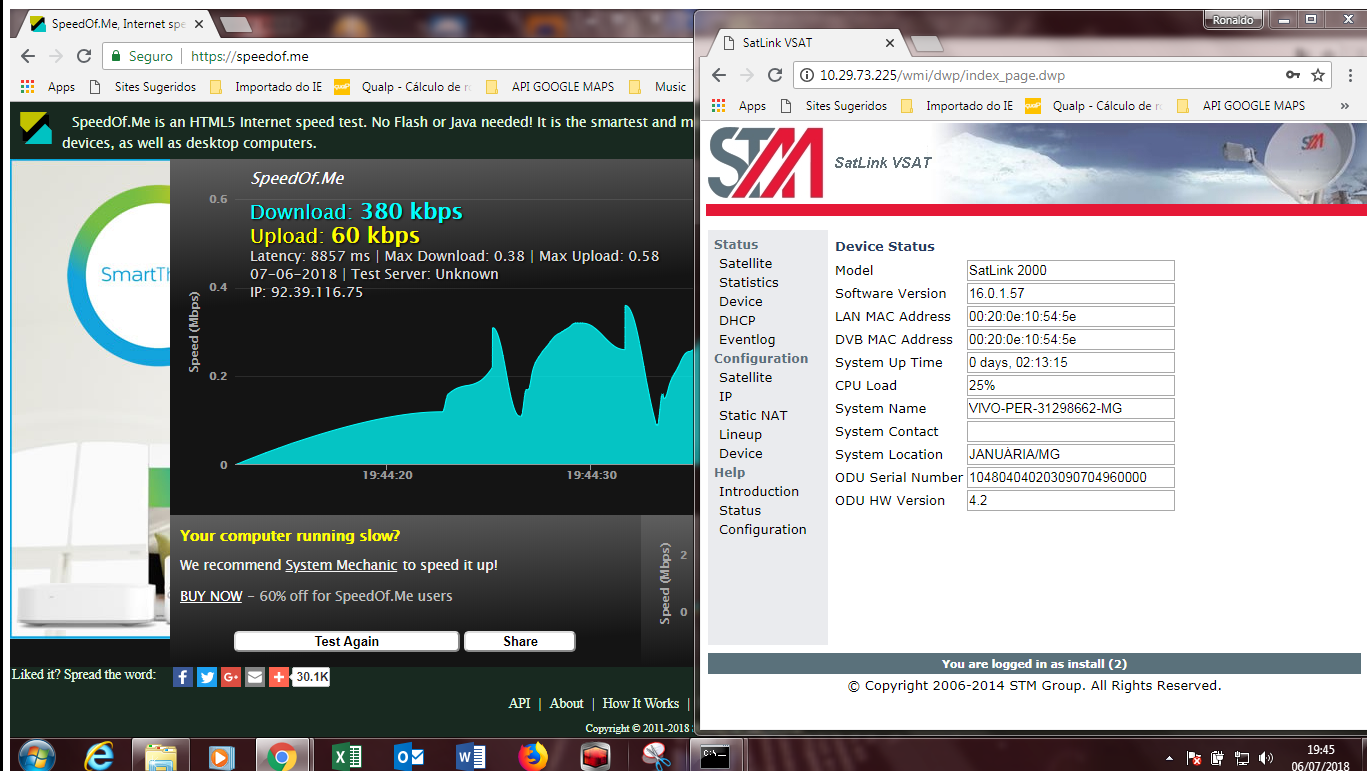 SpeedOf.Me, Internet spe
Seguro
https://speedof.me
Apps
Sites Sugeridos
Importado do IE
Qualp
Qualp - Cálculo de r
API GOOGLE MAPS
Music
SpeedOf.Me is an HTML5 Internet speed test. No Flash or Java needed! It is the smartest and m
devices, as well as desktop computers.
SmartTh
SpeedOf.Me
Download: 380 kbps
Upload: 60 kbps
Latency: 8857 ms | Max Download: 0.38 | Max Upload: 0.58
07-06-2018 | Test Server: Unknown
IP: 92.39.116.75
Speed (Mbps)
0.6
0.4
0.2
0
19:44:20
19:44:30
Your computer running slow?
We recommend System Mechanic to speed it up!
BUY NOW - 60% off for SpeedOf.Me users
Speed (Mbps)
2
0
Test Again
Share
Liked it? Spread the word:
30.1K
API | About | How It Works |
Copyright © 2011-2018
Ronaldo
SatLink VSAT
10.29.73.225/wmi/dwp/index_page.dwp
Apps
Sites Sugeridos
Importado do IE
Qualp
Qualp - Cálculo de r
API GOOGLE MAPS
»
STM
SatLink VSAT
STM
Status
Satellite
Statistics
Device
DHCP
Eventlog
Configuration
Satellite
IP
Static NAT
Lineup
Device
Help
Introduction
Status
Configuration
Device Status
Model SatLink 2000
Software Version 16.0.1.57
LAN MAC Address 00:20:0e:10:54:5e
DVB MAC Address 00:20:0e:10:54:5e
System Up Time 0 days, 02:13:15
CPU Load 25%
System Name VIVO-PER-31298662-MG
System Contact
System Location JANUÁRIA/MG
ODU Serial Number 104804040203090704960000
ODU HW Version 4.2
You are logged in as install (2)
© Copyright 2006-2014 STM Group. All Rights Reserved.
19:45
06/07/2018